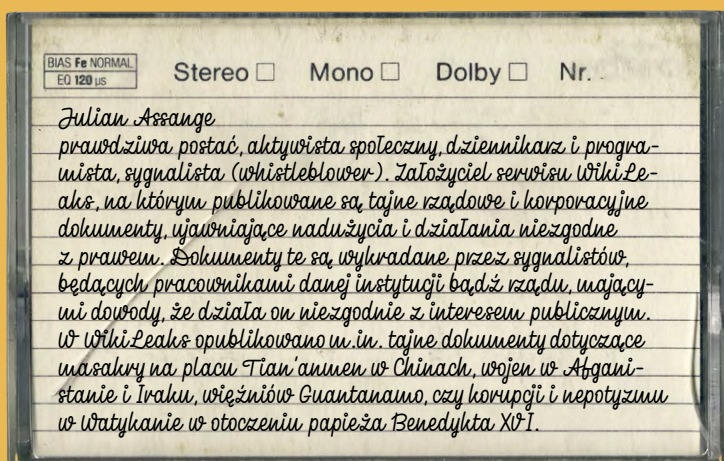 BIAS Fe NORMAL
EQ 120 µs
Stereo □ Mono □ Dolby □ Nr.
Julian Assange
prawdziwa postać, aktywista społeczny, dziennikarz i progra-
mista, sygnalista (whistleblower). Założyciel serwisu WikiLe-
aks, na którym publikowane są tajne rządowe i korporacyjne
dokumenty, ujawniające nadużycia i działania niezgodne
z prawem. Dokumenty te są wykradane przez sygnalistów,
będących pracownikami danej instytucji bądź rządu, mający-
mi dowody, że działa on niezgodnie z interesem publicznym.
W WikiLeaks opublikowano m.in. tajne dokumenty dotyczące
masakry na placu Tian'anmen w Chinach, wojen w Afgani-
stanie i Iraku, więźniów Guantanamo, czy korupcji i nepotyzmu
w Watykanie w otoczeniu papieża Benedykta XVI.